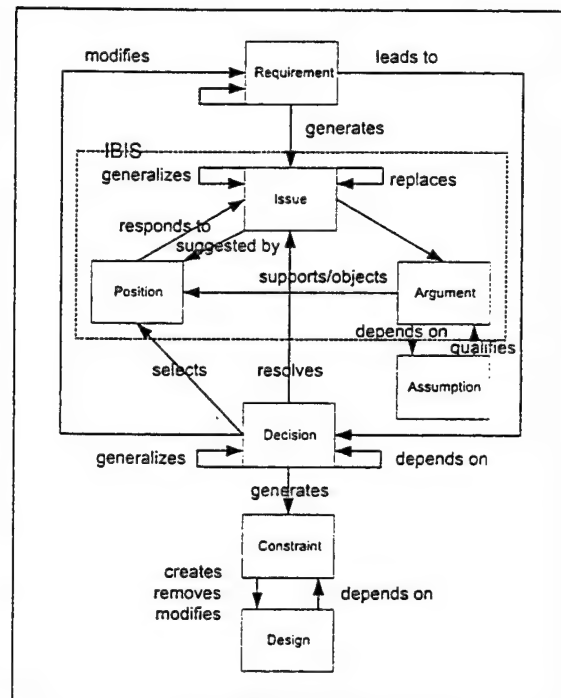 modifies
Requirement
leads to
generates
IBIS
generalizes
replaces
Issue
responds to
suggested by
supports/objects
Position
Argument
depends on
qualifies
selects
resolves
Assumption
Decision
generalizes
depends on
generates
Constraint
creates
removes
modifies
depends on
Design